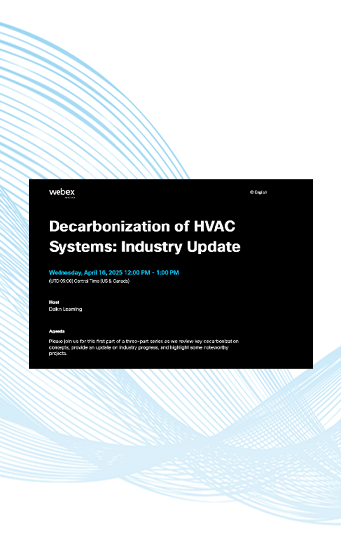 webex
English
Decarbonization of HVAC
Systems: Industry Update
Wednesday, April 16, 2025 12:00 PM - 1:00 PM
(UTC-05:00) Central Time (US & Canada)
Host
Daikin Learning
Agenda
Please join us for this first part of a three-part series as we review key decarbonization
concepts, provide an update on industry progress, and highlight some noteworthy
projects.